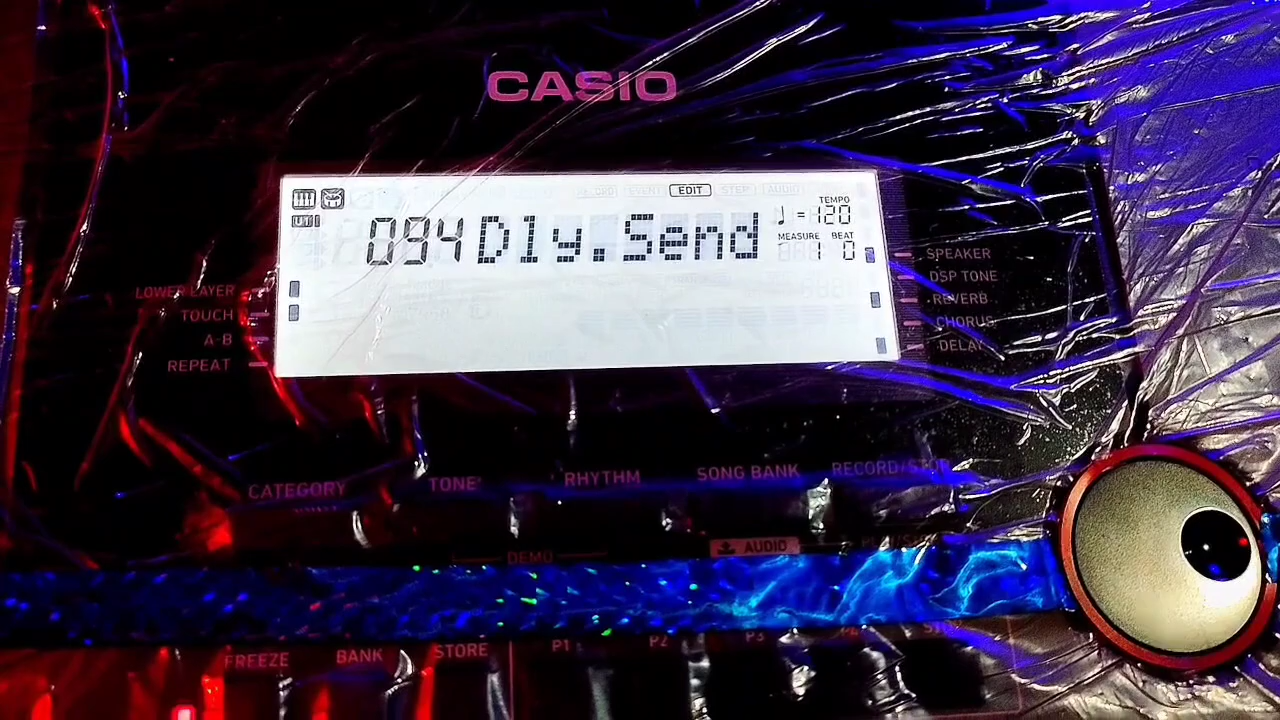 CASIO
EDIT
TEMPO
♩=120
094 Dly.Send
MEASURE BEAT
1 0
LOWER LAYER
TOUCH
A-B
REPEAT
SPEAKER
DSP TONE
REVERB
CHORUS
DELAY
CATEGORY
TONE
RHYTHM
SONG BANK
RECORD/STOP
DEMO
AUDIO
FREEZE
BANK
STORE
P1
P2
P3